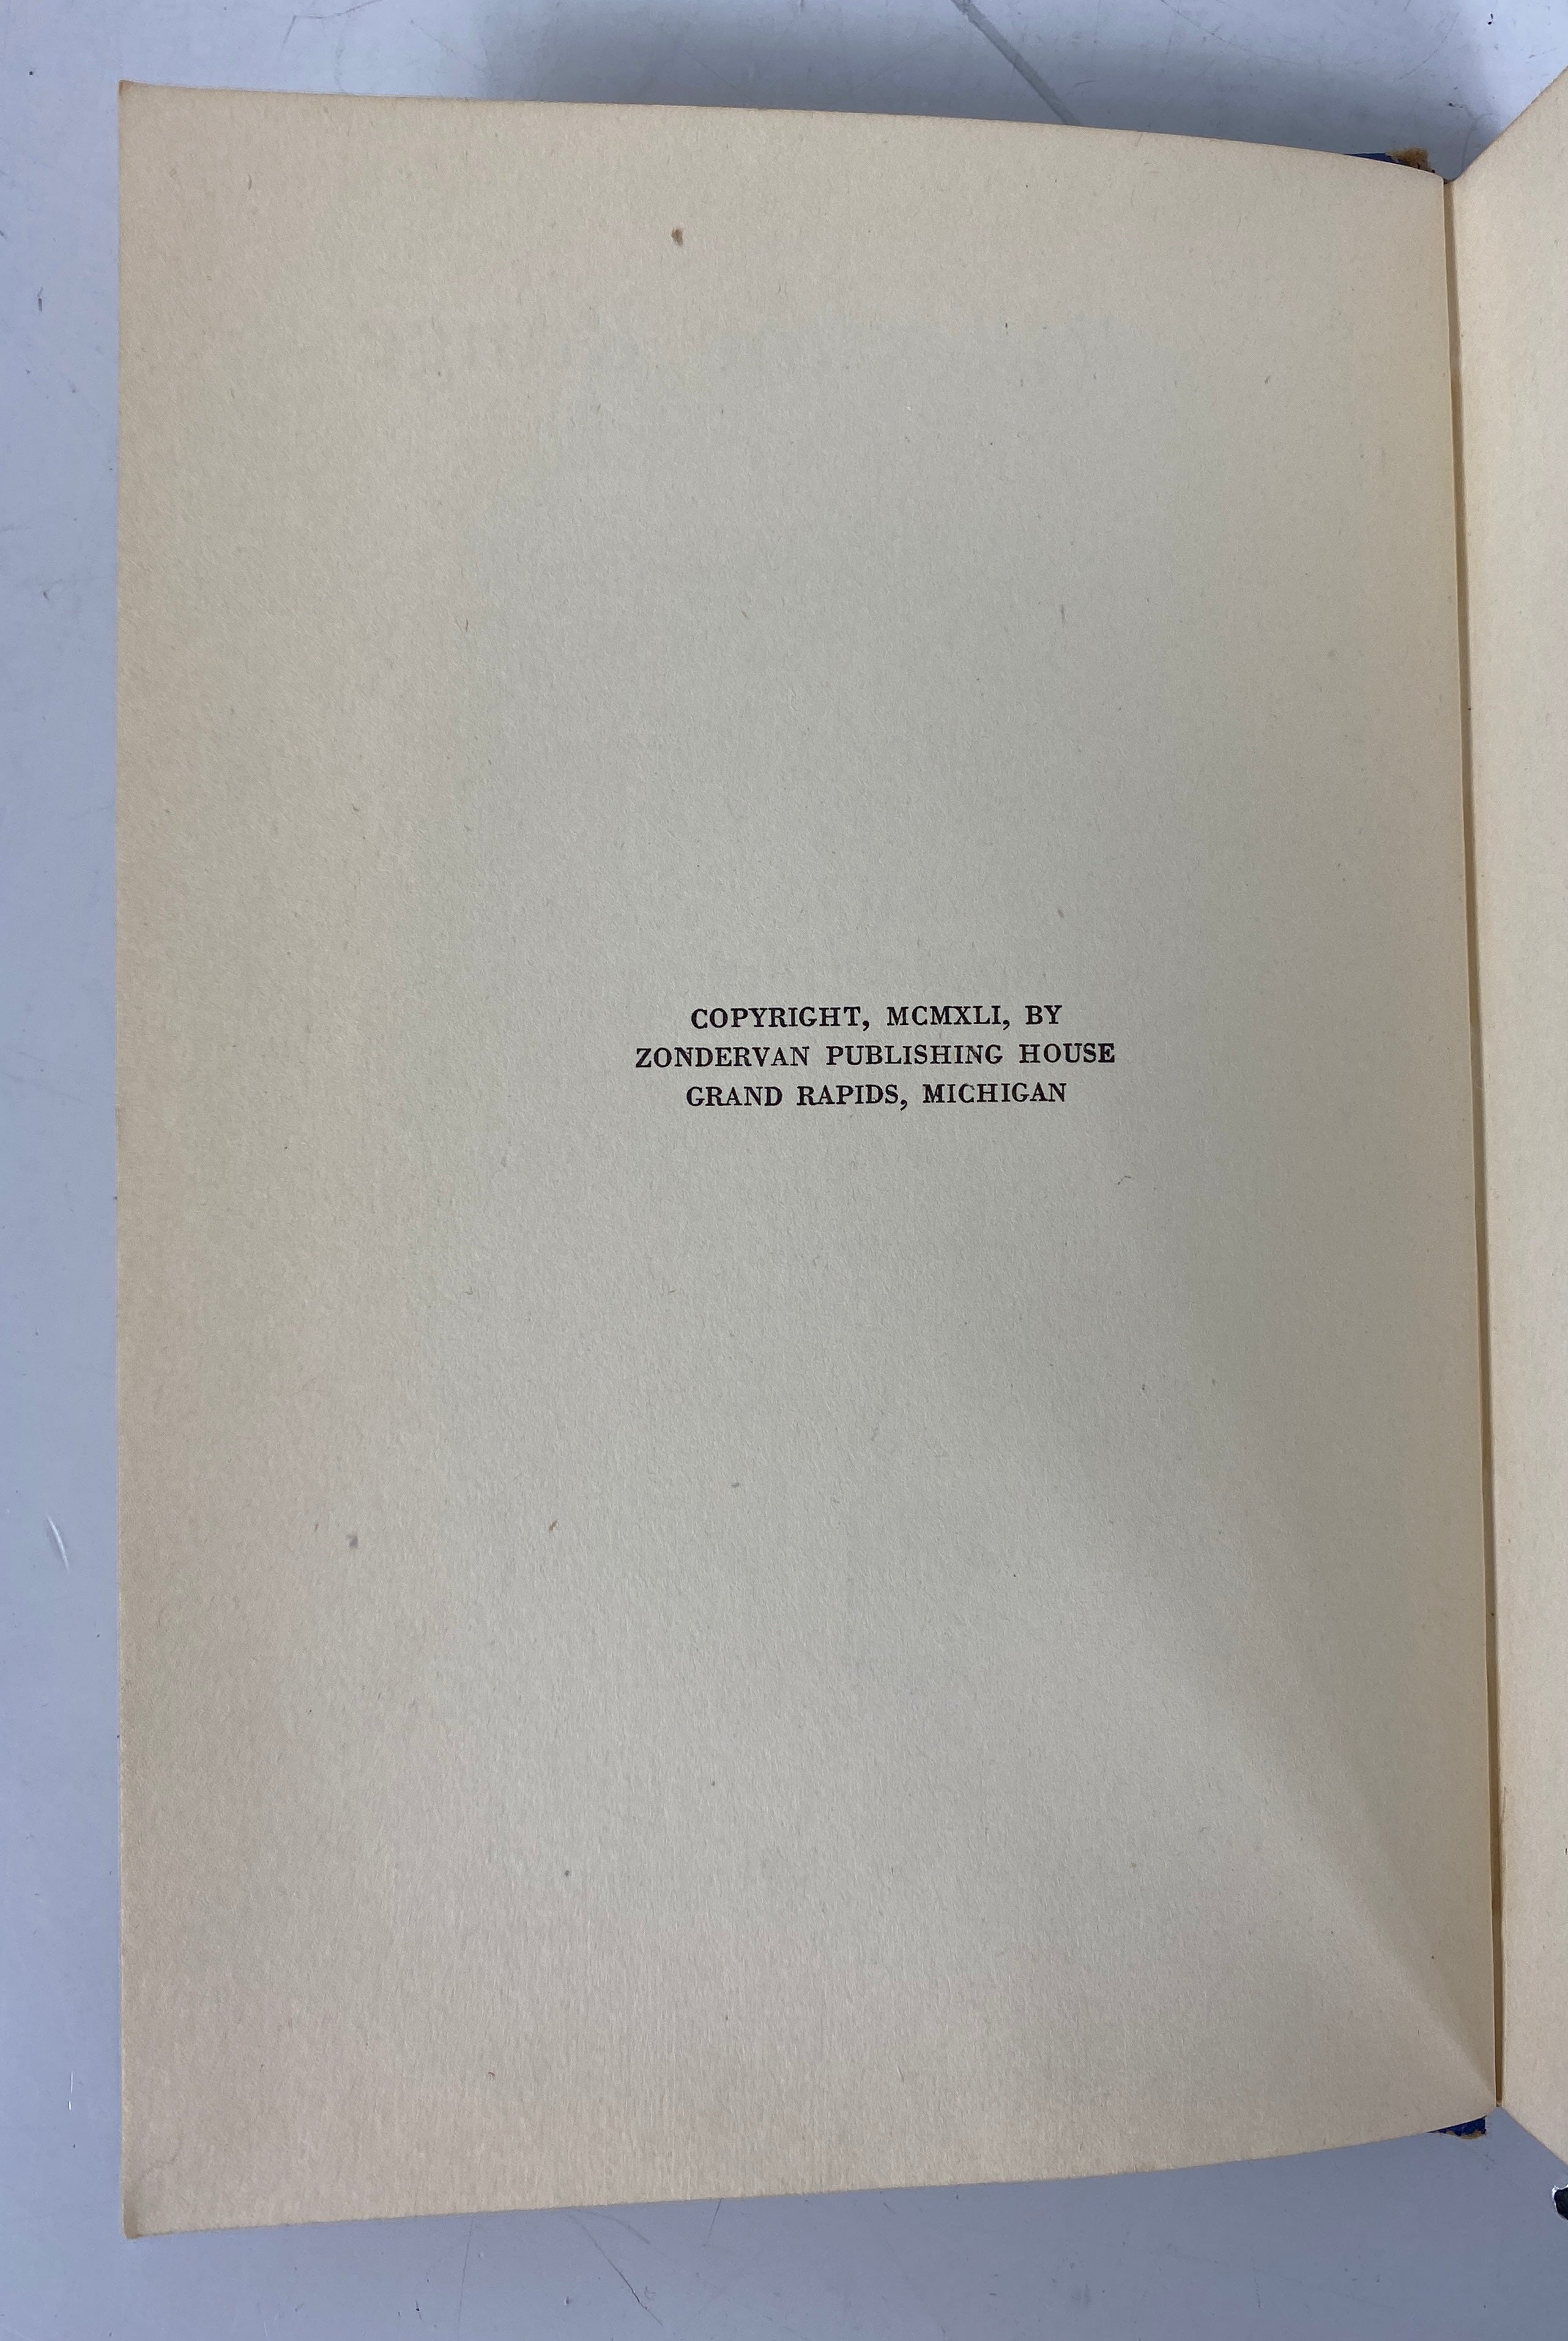 COPYRIGHT, MCMXLI, BY
ZONDERVAN PUBLISHING HOUSE
GRAND RAPIDS, MICHIGAN